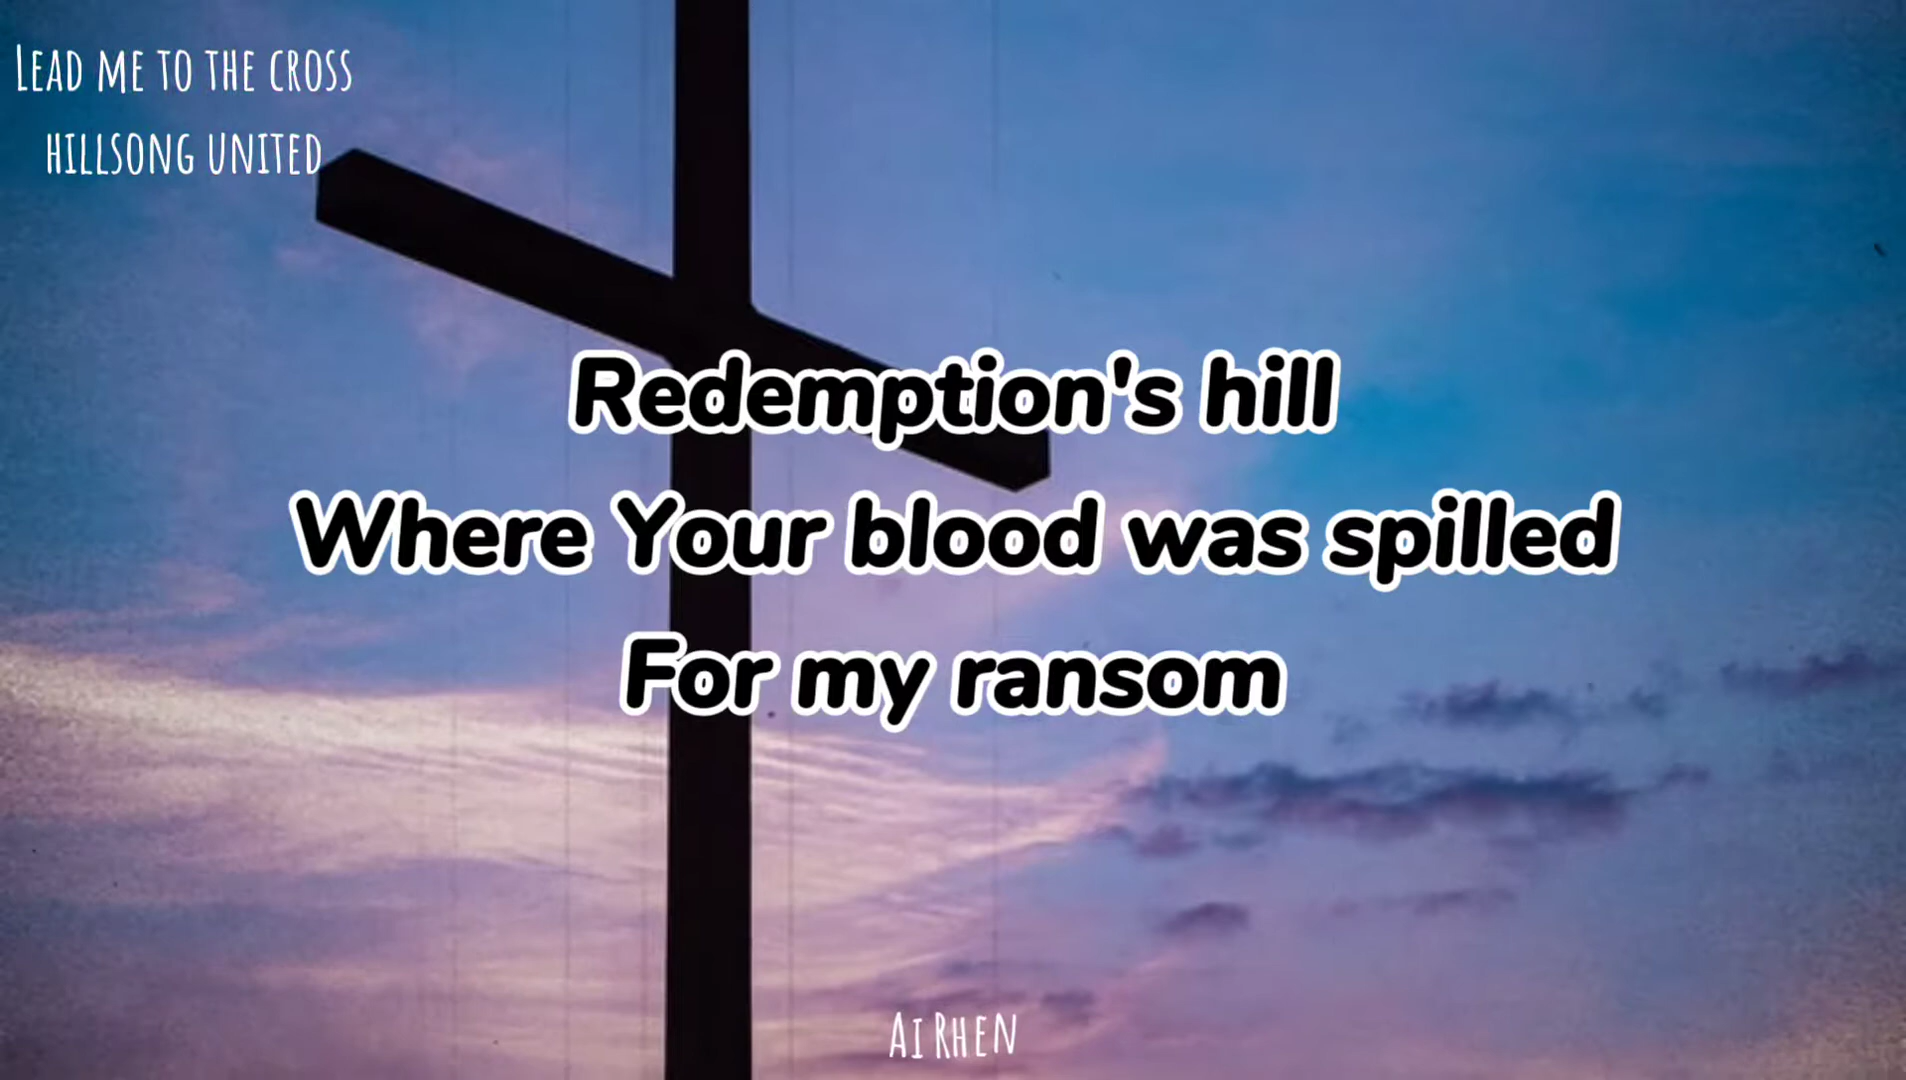 LEAD ME TO THE CROSS
HILLSONG UNITED
Redemption's hill
Where Your blood was spilled
For my ransom
AI RHEN